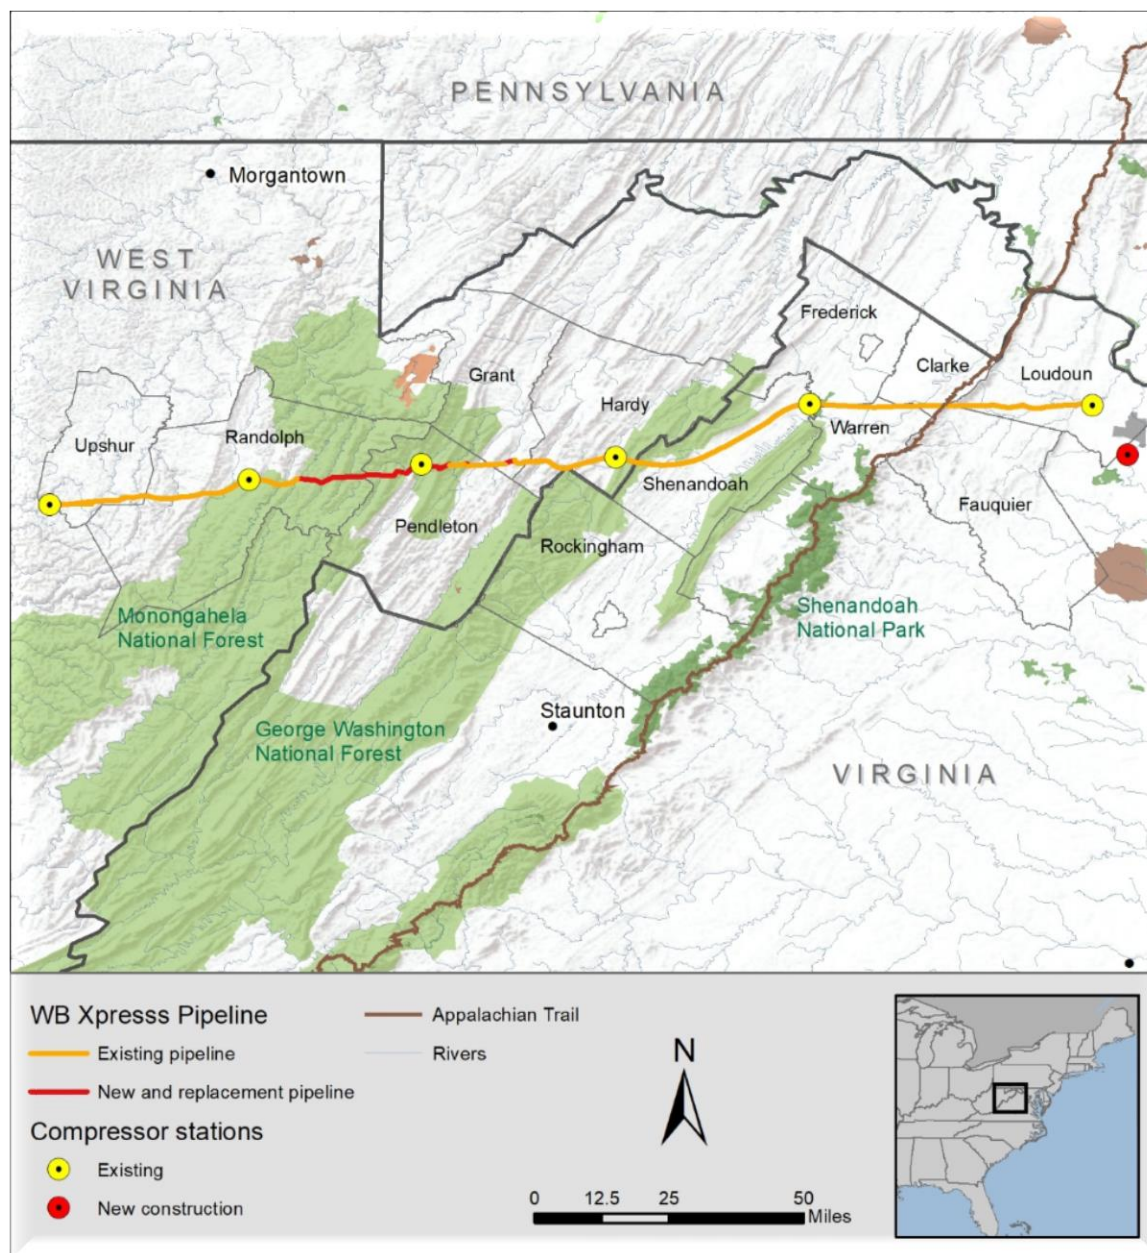 PENNSYLVANIA
Morgantown
WEST
VIRGINIA
Frederick
Clarke
Loudoun
Grant
Hardy
Randolph
Upshur
Warren
Shenandoah
Fauquier
Pendleton
Rockingham
Monongahela
National Forest
Shenandoah
National Park
Staunton
George Washington
National Forest
VIRGINIA
WB Xpresss Pipeline
Existing pipeline
New and replacement pipeline
Compressor stations
Existing
New construction
Appalachian Trail
Rivers
N
0 12.5 25 50
Miles